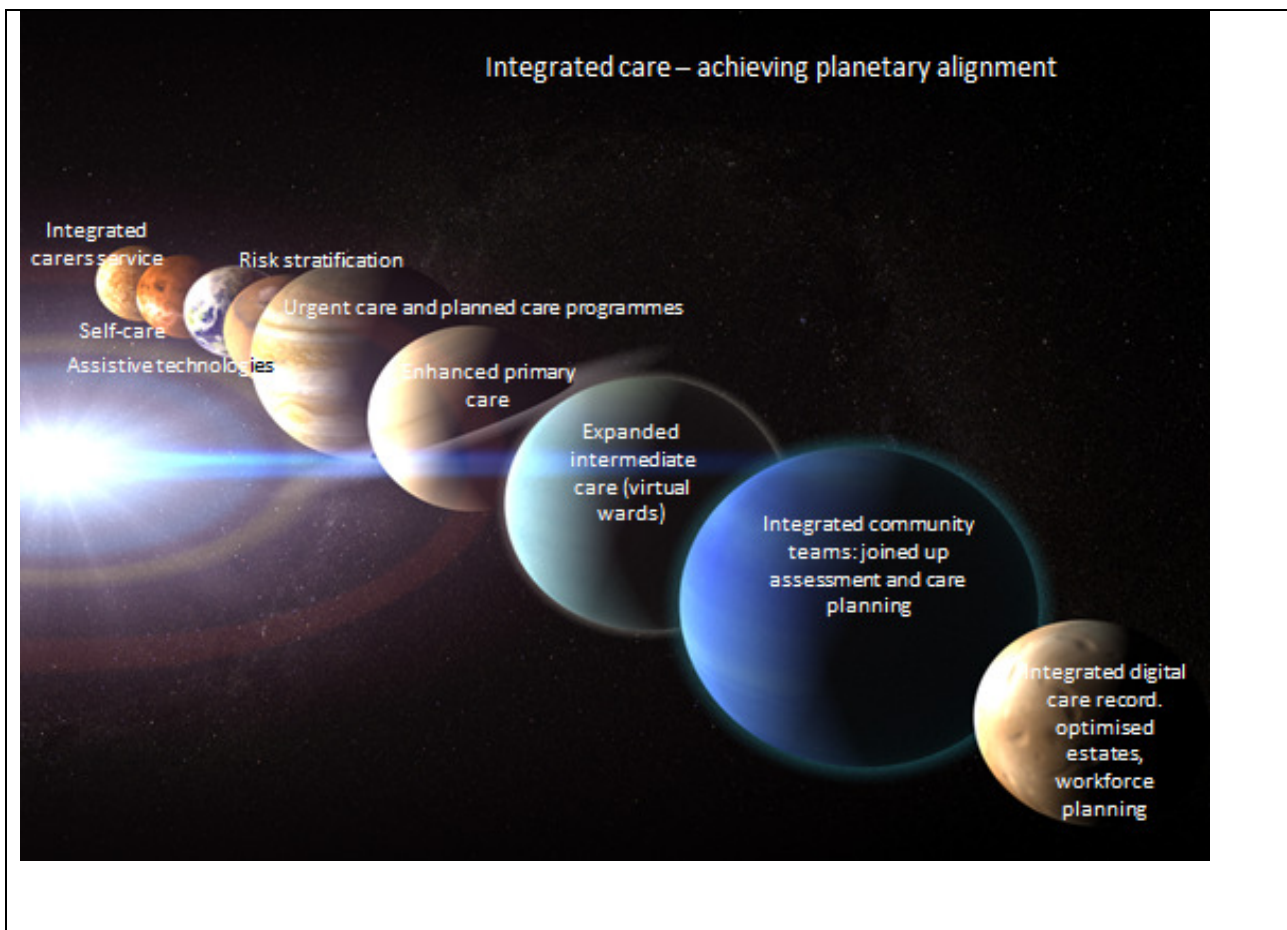 Integrated care – achieving planetary alignment
Integrated
carers service
Risk stratification
Urgent care and planned care programmes
Self-care
Assistive technologies
Enhanced primary
care
Expanded
intermediate
care (virtual
wards)
Integrated community
teams: joined up
assessment and care
planning
Integrated digital
care record.
optimised
estates,
workforce
planning